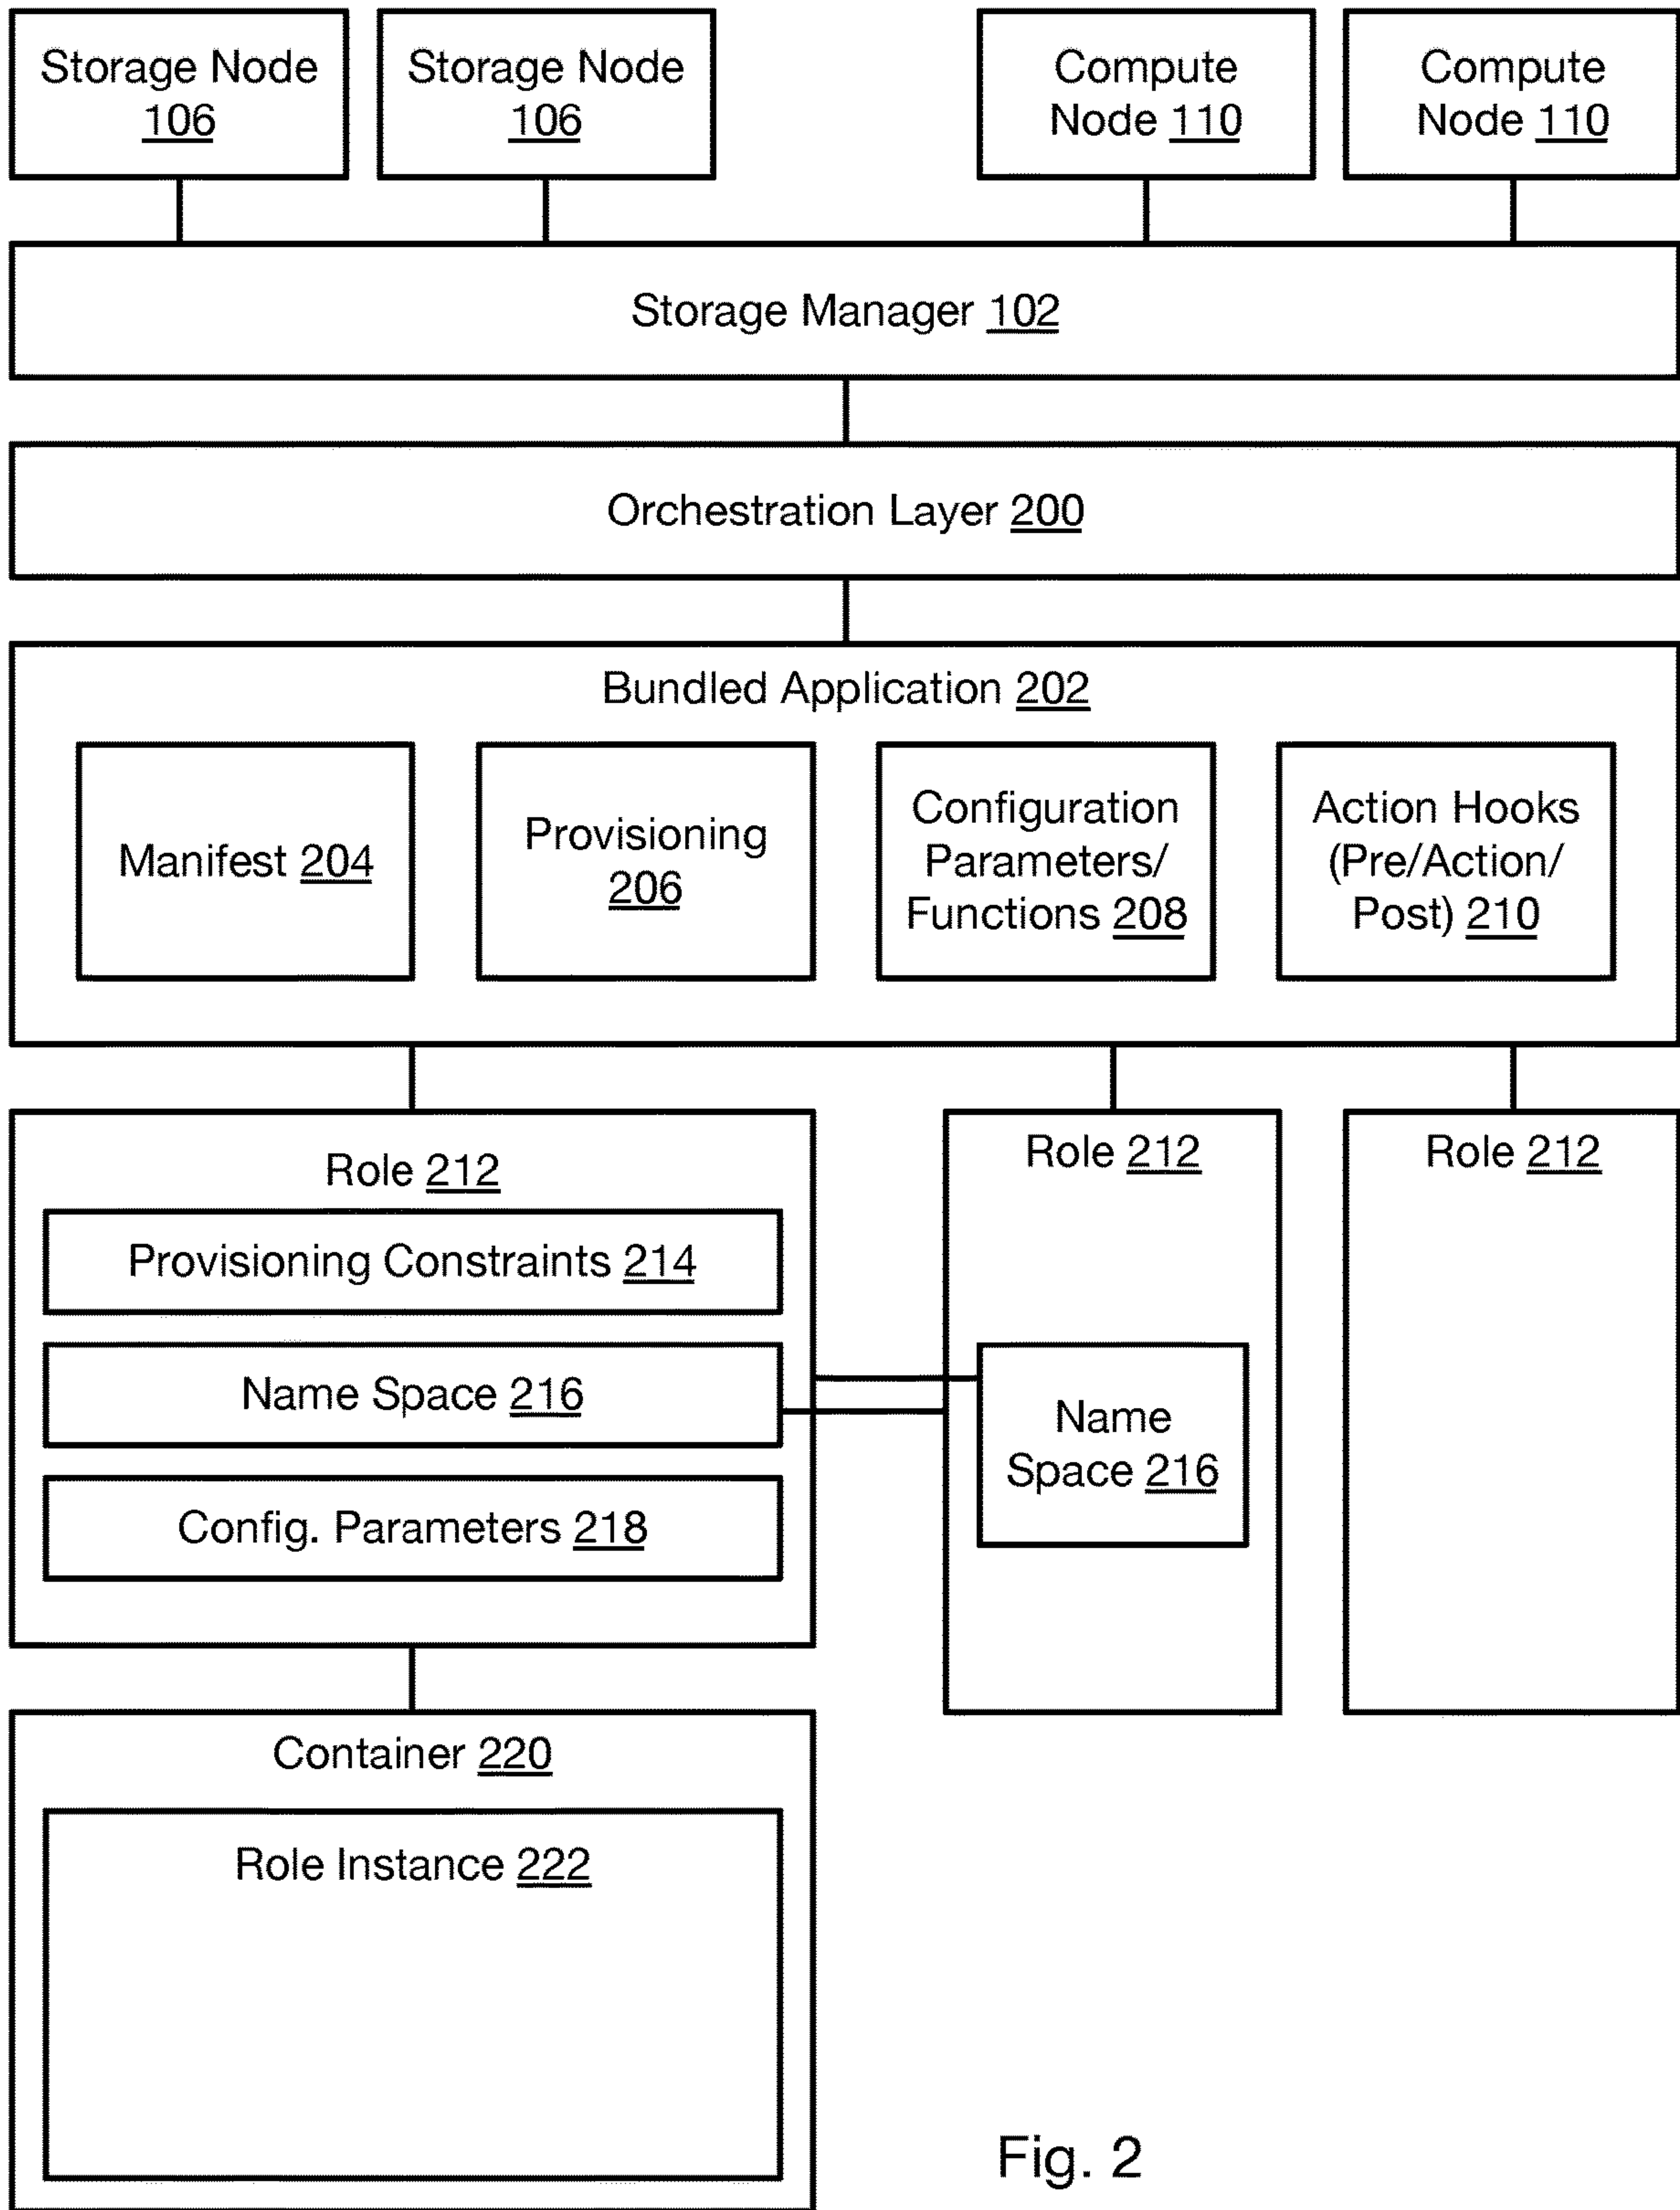 Storage Node
106
Storage Node
106
Compute
Node 110
Compute
Node 110
Storage Manager 102
Orchestration Layer 200
Bundled Application 202
Manifest 204
Provisioning
206
Configuration
Parameters/
Functions 208
Action Hooks
(Pre/Action/
Post) 210
Role 212
Provisioning Constraints 214
Name Space 216
Config. Parameters 218
Role 212
Name
Space 216
Role 212
Container 220
Role Instance 222
Fig. 2